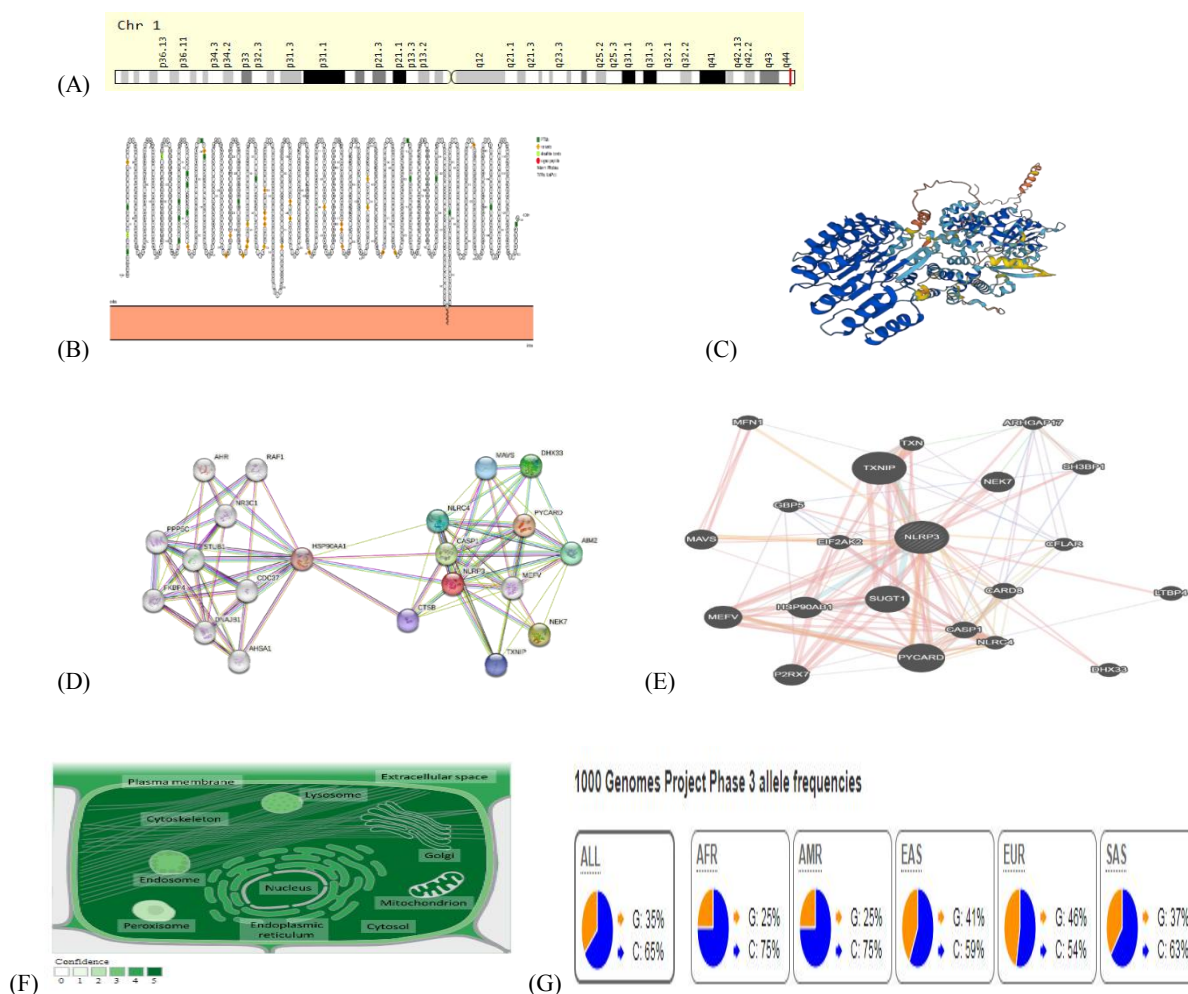 Chr 1
p36.13 p36.11 p34.3 p34.2 p33 p32.3 p31.3 p31.1 p21.3 p21.1 p13.3 p13.2 q12 q21.1 q21.3 q23.3 q25.2 q25.3 q31.1 q31.3 q32.1 q32.2 q41 q42.13 q42.2 q43 q44
(A)
(B)
(C)
AHR
RAF1
NR3C1
PPP5C
STUB1
HSP90AA1
CDC37
FKBP4
DNAJB1
AHSA1
MAVS
DHX33
NLRC4
PYCARD
CASP1
AIM2
NLRP3
MEFV
CTSB
NEK7
TXNIP
(D)
MFN1
ARHGAP17
TXN
TXNIP
SH3BP1
NEK7
GBP5
NLRP3
MAVS
EIF2AK2
CFLAR
SUGT1
CARD8
LTBP4
HSP90AB1
MEFV
CASP1
NLRC4
PYCARD
P2RX7
DHX33
(E)
Plasma membrane
Extracellular space
Lysosome
Cytoskeleton
Golgi
Endosome
Nucleus
Mitochondrion
Peroxisome
Endoplasmic
reticulum
Cytosol
Confidence
0 1 2 3 4 5
(F)
1000 Genomes Project Phase 3 allele frequencies
ALL
G: 35%
C: 65%
AFR
G: 25%
C: 75%
AMR
G: 25%
C: 75%
EAS
G: 41%
C: 59%
EUR
G: 46%
C: 54%
SAS
G: 37%
C: 63%
(G)